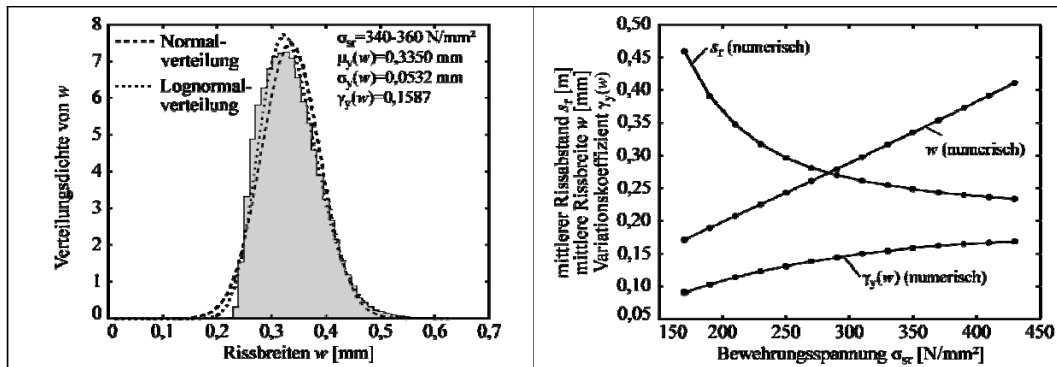 Verteilungsdichte von w
8
7
6
5
4
3
2
1
0
Normal-
verteilung
Lognormal-
verteilung
σsr=340-360 N/mm²
μy(w)=0,3350 mm
σy(w)=0,0532 mm
γy(w)=0,1587
0 0,1 0,2 0,3 0,4 0,5 0,6 0,7
Rissbreiten w [mm]
mittlerer Rissabstand sr [m]
mittlere Rissbreite w [mm]
Variationskoeffizient γy(w)
0,50
0,45
0,40
0,35
0,30
0,25
0,20
0,15
0,10
0,05
sr (numerisch)
w (numerisch)
γy(w) (numerisch)
150 200 250 300 350 400 450
Bewehrungsspannung σsr [N/mm²]